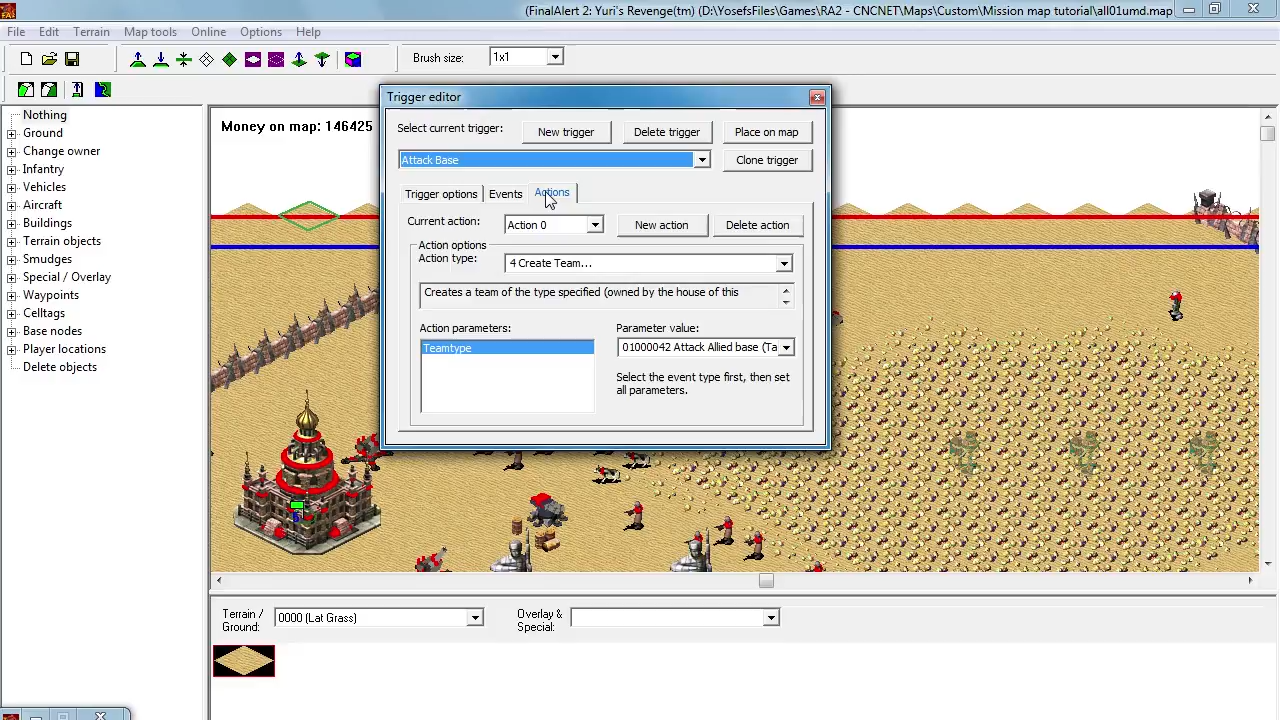 (FinalAlert 2: Yuri's Revenge(tm) (D:\YosefsFiles\Games\RA2 - CNCNET\Maps\Custom\Mission map tutorial\all01umd.map
File Edit Terrain Map tools Online Options Help
Brush size: 1x1
Nothing
Ground
Change owner
Infantry
Vehicles
Aircraft
Buildings
Terrain objects
Smudges
Special / Overlay
Waypoints
Celltags
Base nodes
Player locations
Delete objects
Money on map: 146425
Trigger editor
Select current trigger: New trigger Delete trigger Place on map
Attack Base Clone trigger
Trigger options Events Actions
Current action: Action 0 New action Delete action
Action options
Action type: 4 Create Team...
Creates a team of the type specified (owned by the house of this
Action parameters: Parameter value:
Teamtype 01000042 Attack Allied base (Ta
Select the event type first, then set
all parameters.
Terrain / Ground: 0000 (Lat Grass) Overlay & Special: